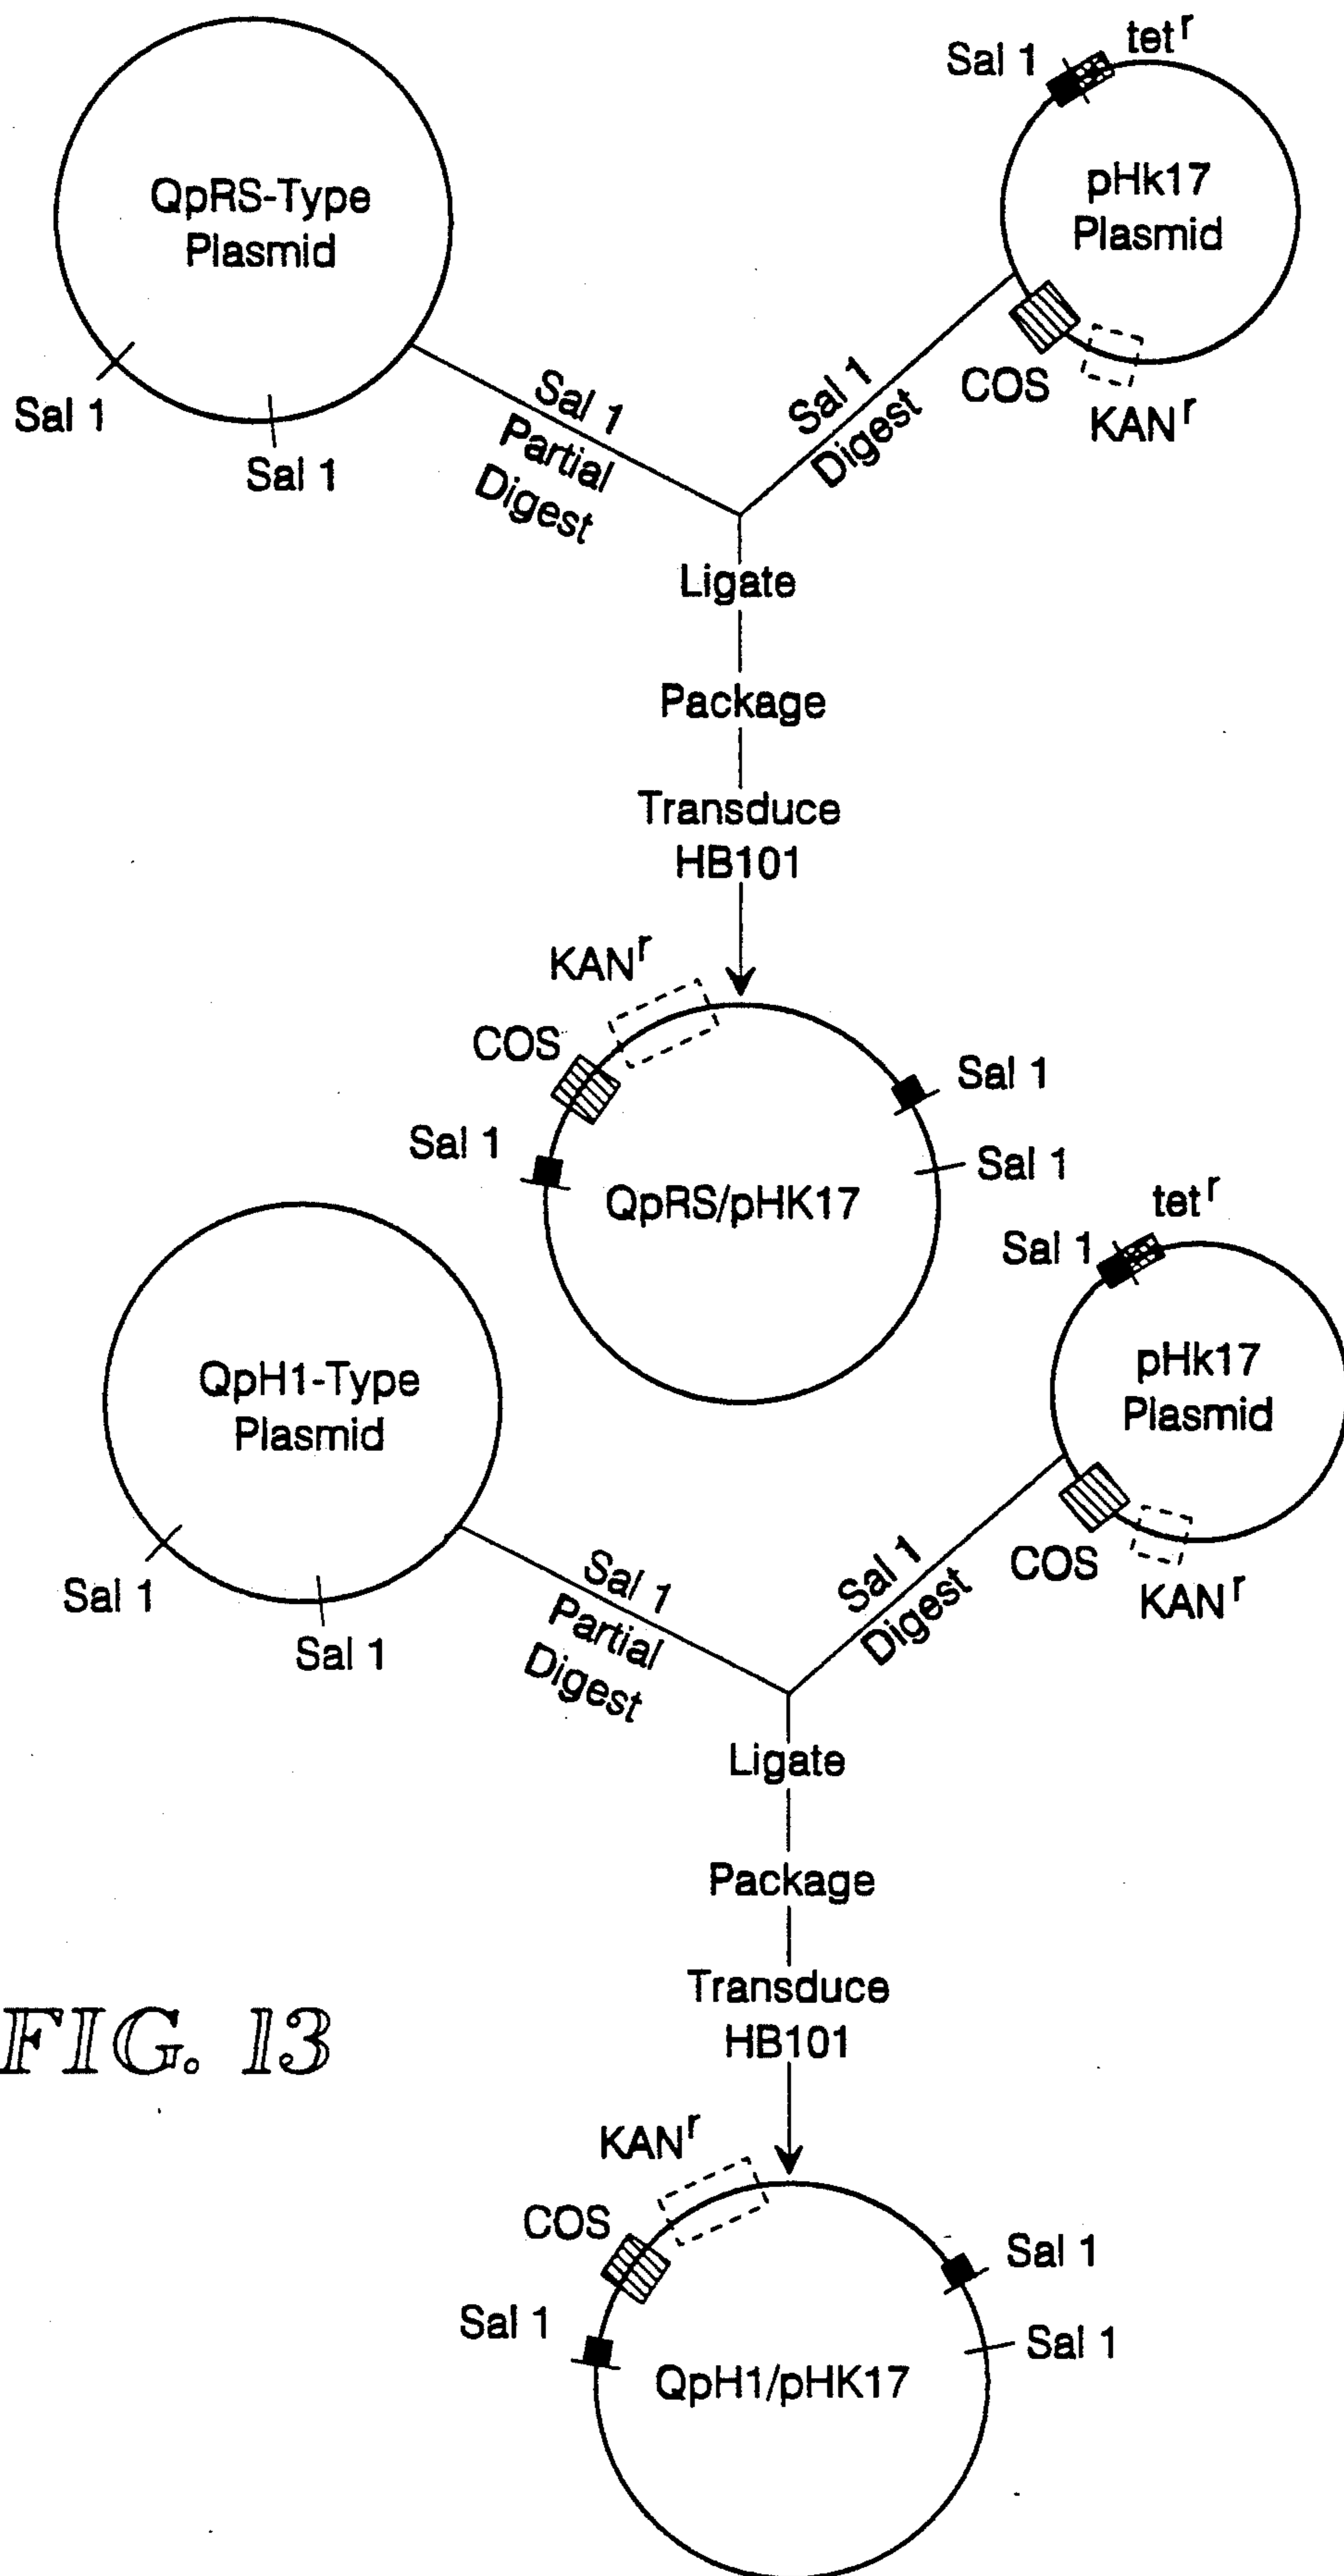 Sal 1
tetʳ
QpRS-Type
Plasmid
pHk17
Plasmid
Sal 1
Sal 1
Sal 1
Partial
Digest
Sal 1
Digest
COS
KANʳ
Ligate
Package
Transduce
HB101
KANʳ
COS
Sal 1
Sal 1
Sal 1
QpRS/pHK17
Sal 1
tetʳ
QpH1-Type
Plasmid
pHk17
Plasmid
Sal 1
Sal 1
Sal 1
Partial
Digest
Sal 1
Digest
COS
KANʳ
Ligate
Package
Transduce
HB101
FIG. 13
KANʳ
COS
Sal 1
Sal 1
Sal 1
QpH1/pHK17